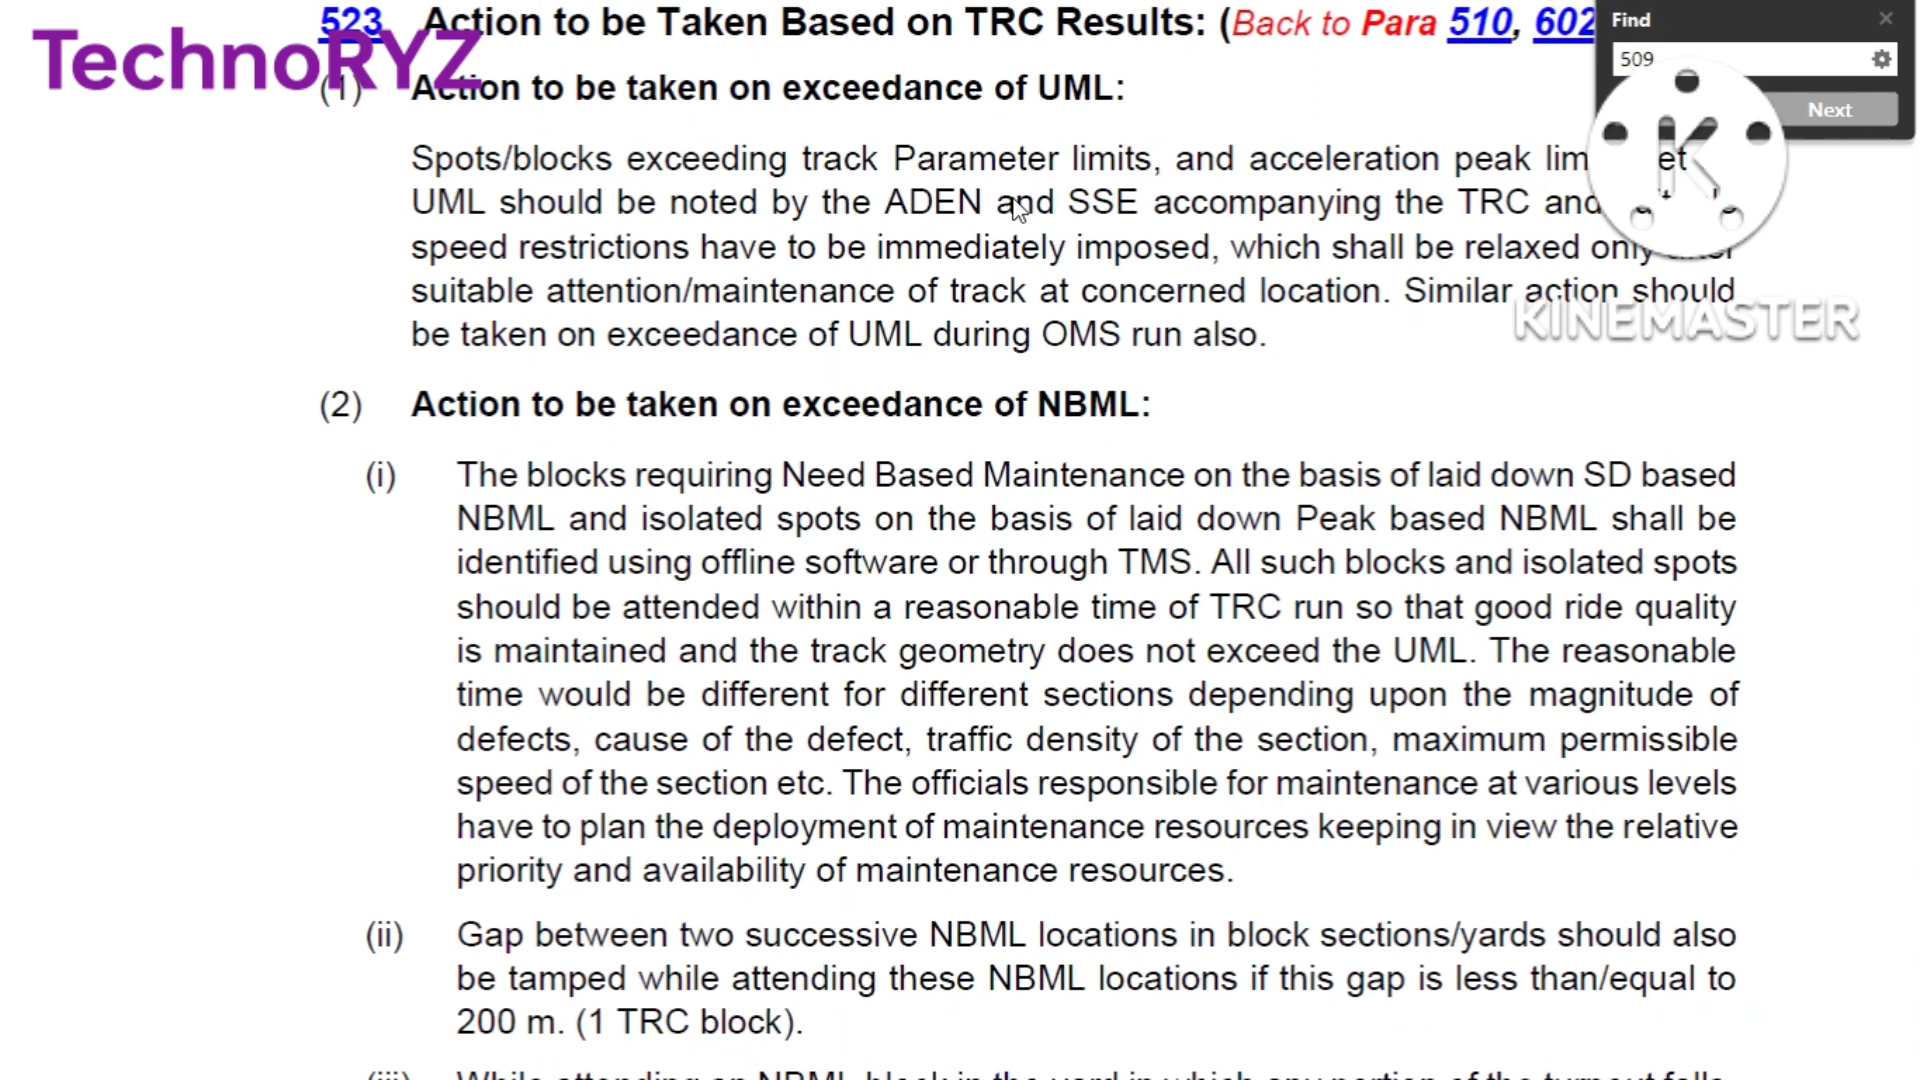 523. Action to be Taken Based on TRC Results: (Back to Para 510, 602
TechnoRYZ
(1) Action to be taken on exceedance of UML:
Spots/blocks exceeding track Parameter limits, and acceleration peak
UML should be noted by the ADEN and SSE accompanying the TRC and
speed restrictions have to be immediately imposed, which shall be relaxed only
suitable attention/maintenance of track at concerned location. Similar action should
be taken on exceedance of UML during OMS run also.
(2) Action to be taken on exceedance of NBML:
(i) The blocks requiring Need Based Maintenance on the basis of laid down SD based
NBML and isolated spots on the basis of laid down Peak based NBML shall be
identified using offline software or through TMS. All such blocks and isolated spots
should be attended within a reasonable time of TRC run so that good ride quality
is maintained and the track geometry does not exceed the UML. The reasonable
time would be different for different sections depending upon the magnitude of
defects, cause of the defect, traffic density of the section, maximum permissible
speed of the section etc. The officials responsible for maintenance at various levels
have to plan the deployment of maintenance resources keeping in view the relative
priority and availability of maintenance resources.
(ii) Gap between two successive NBML locations in block sections/yards should also
be tamped while attending these NBML locations if this gap is less than/equal to
200 m. (1 TRC block).
Find
509
Next
K
KINEMASTER